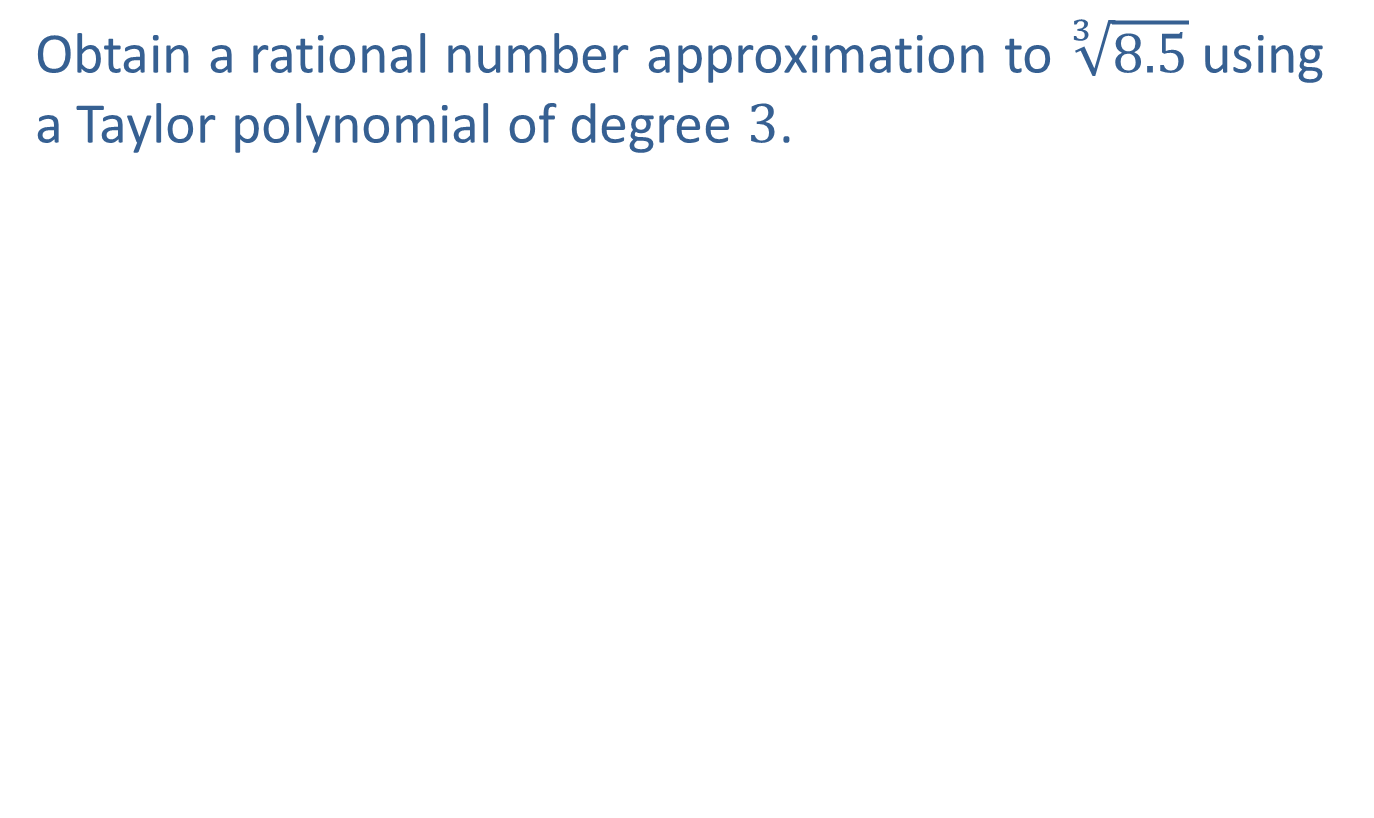 Obtain a rational number approximation to ∛8.5 using
a Taylor polynomial of degree 3.